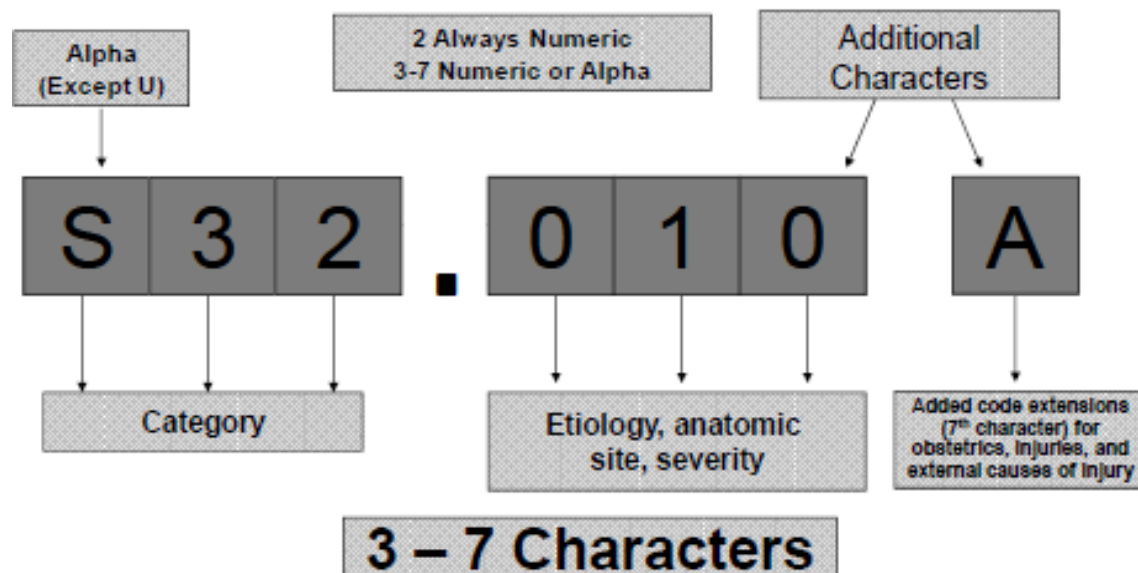 Alpha
(Except U)
2 Always Numeric
3-7 Numeric or Alpha
Additional
Characters
S 3 2 . 0 1 0 A
Category
Etiology, anatomic
site, severity
Added code extensions
(7th character) for
obstetrics, injuries, and
external causes of injury
3 – 7 Characters